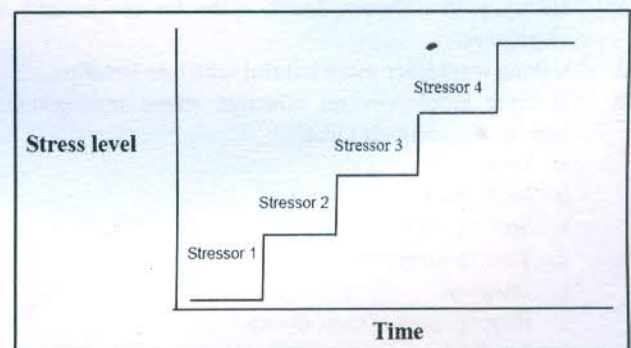 Stressor 4
Stress level
Stressor 3
Stressor 2
Stressor 1
Time